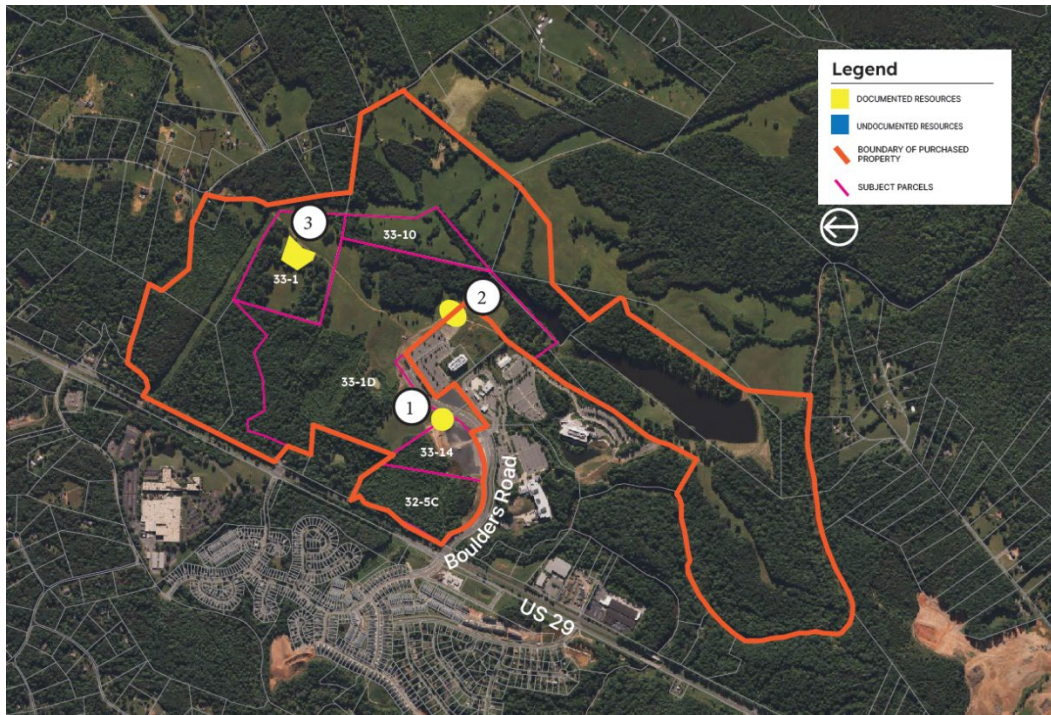 Legend
DOCUMENTED RESOURCES
UNDOCUMENTED RESOURCES
BOUNDARY OF PURCHASED
PROPERTY
SUBJECT PARCELS
3
33-10
33-1
2
33-1D
1
33-14
32-5C
Boulders Road
US 29